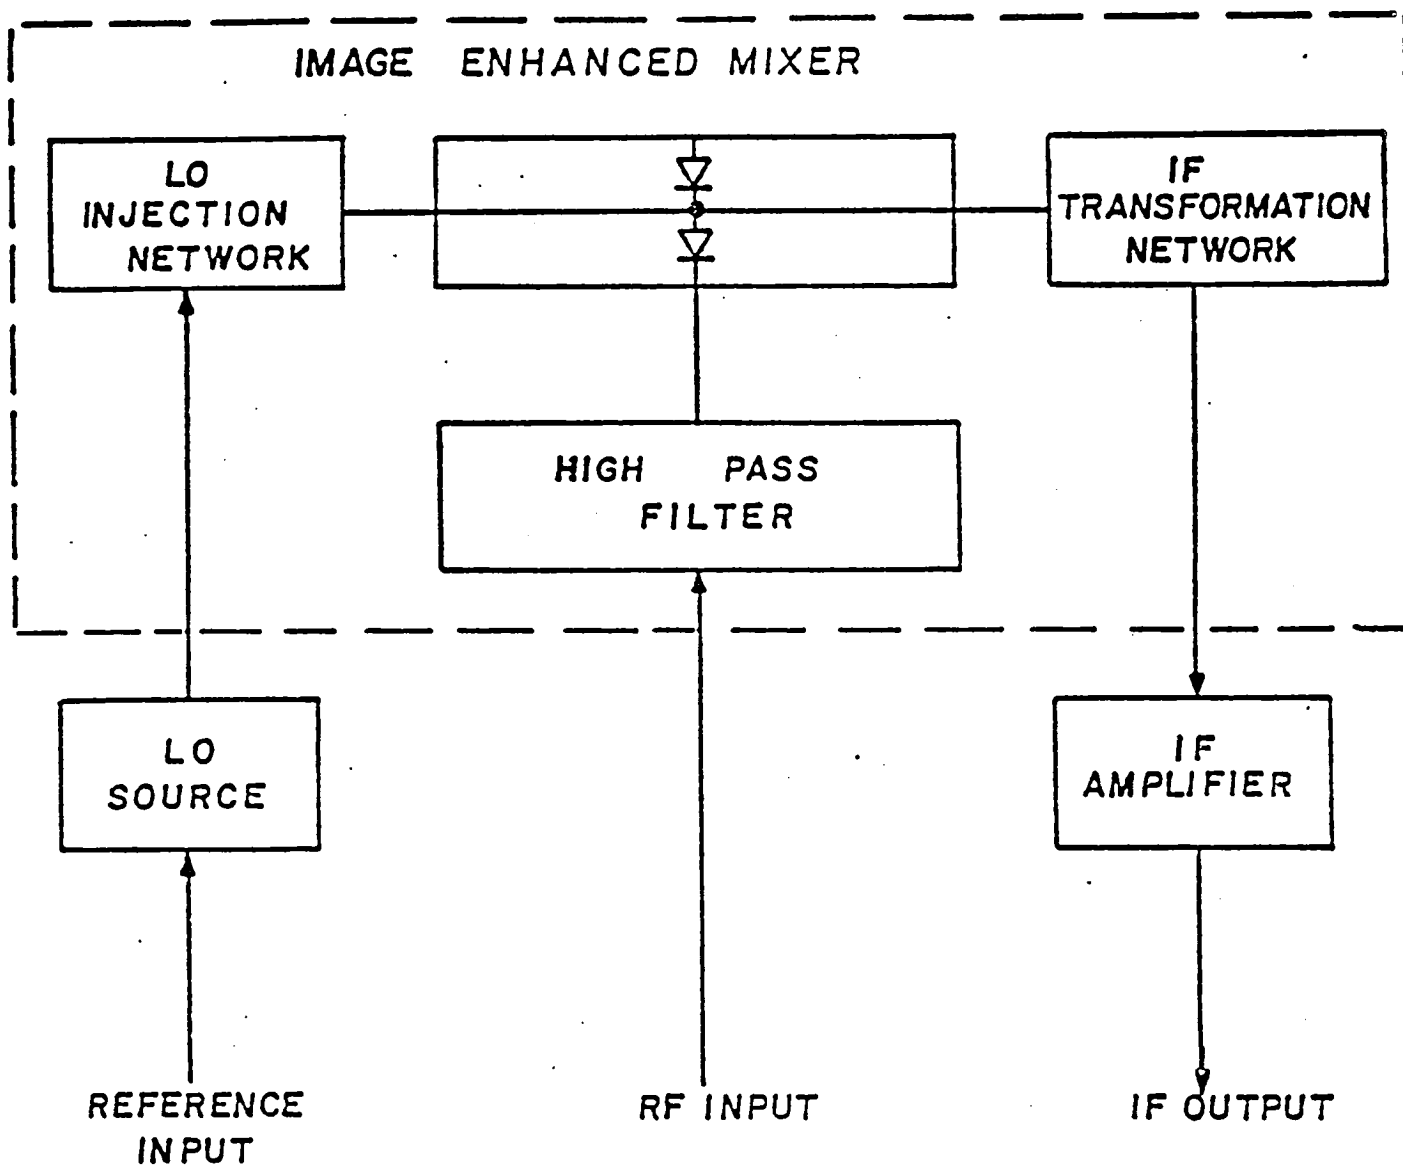 IMAGE ENHANCED MIXER
LO
INJECTION
NETWORK
IF
TRANSFORMATION
NETWORK
HIGH PASS
FILTER
LO
SOURCE
IF
AMPLIFIER
REFERENCE
INPUT
RF INPUT
IF OUTPUT